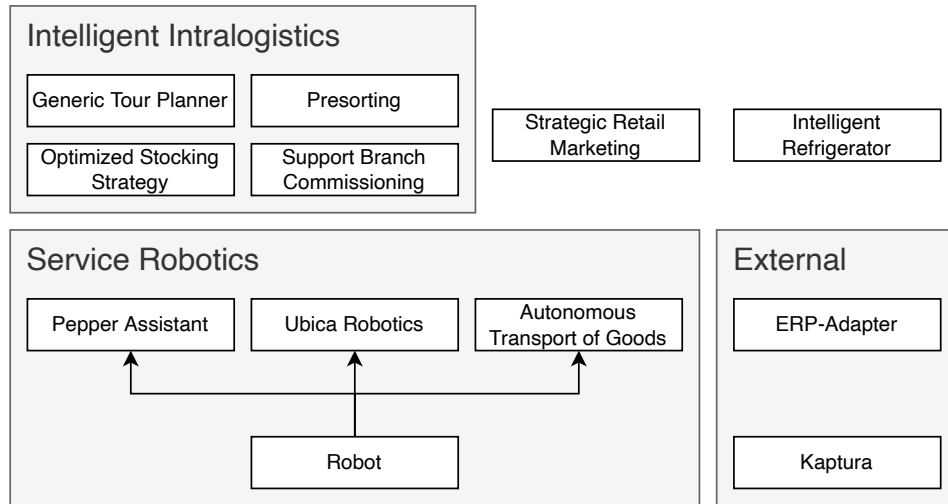 Intelligent Intralogistics
Generic Tour Planner
Presorting
Optimized Stocking
Strategy
Support Branch
Commissioning
Strategic Retail
Marketing
Intelligent
Refrigerator
Service Robotics
Pepper Assistant
Ubica Robotics
Autonomous
Transport of Goods
Robot
External
ERP-Adapter
Kaptura